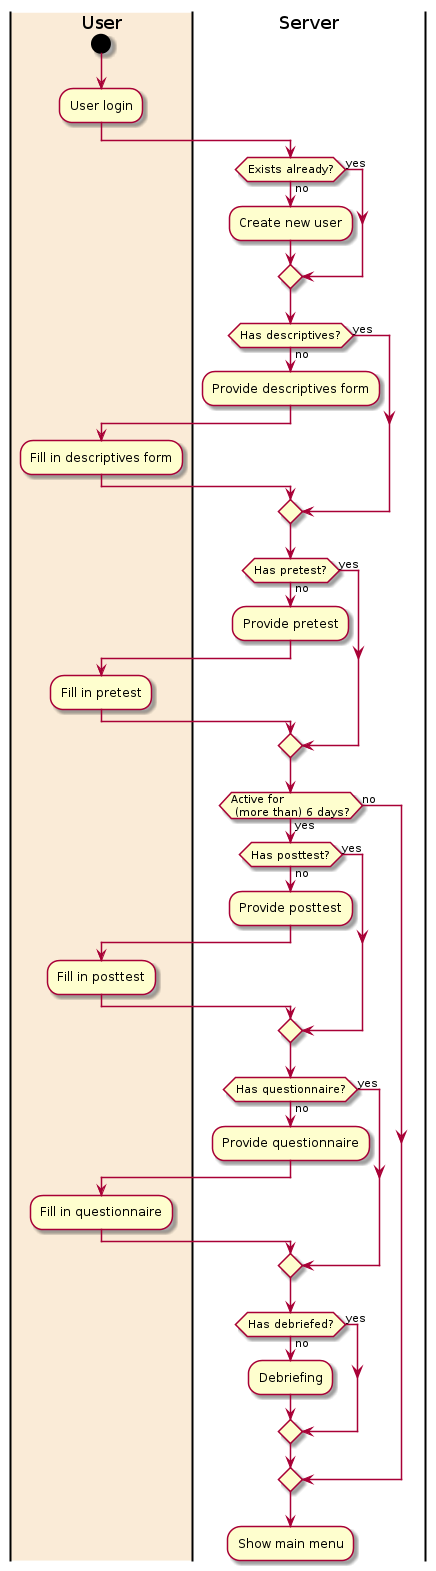 User
Server
User login
Exists already?
yes
no
Create new user
Has descriptives?
yes
no
Provide descriptives form
Fill in descriptives form
Has pretest?
yes
no
Provide pretest
Fill in pretest
Active for
(more than) 6 days?
no
yes
Has posttest?
yes
no
Provide posttest
Fill in posttest
Has questionnaire?
yes
no
Provide questionnaire
Fill in questionnaire
Has debriefed?
yes
no
Debriefing
Show main menu